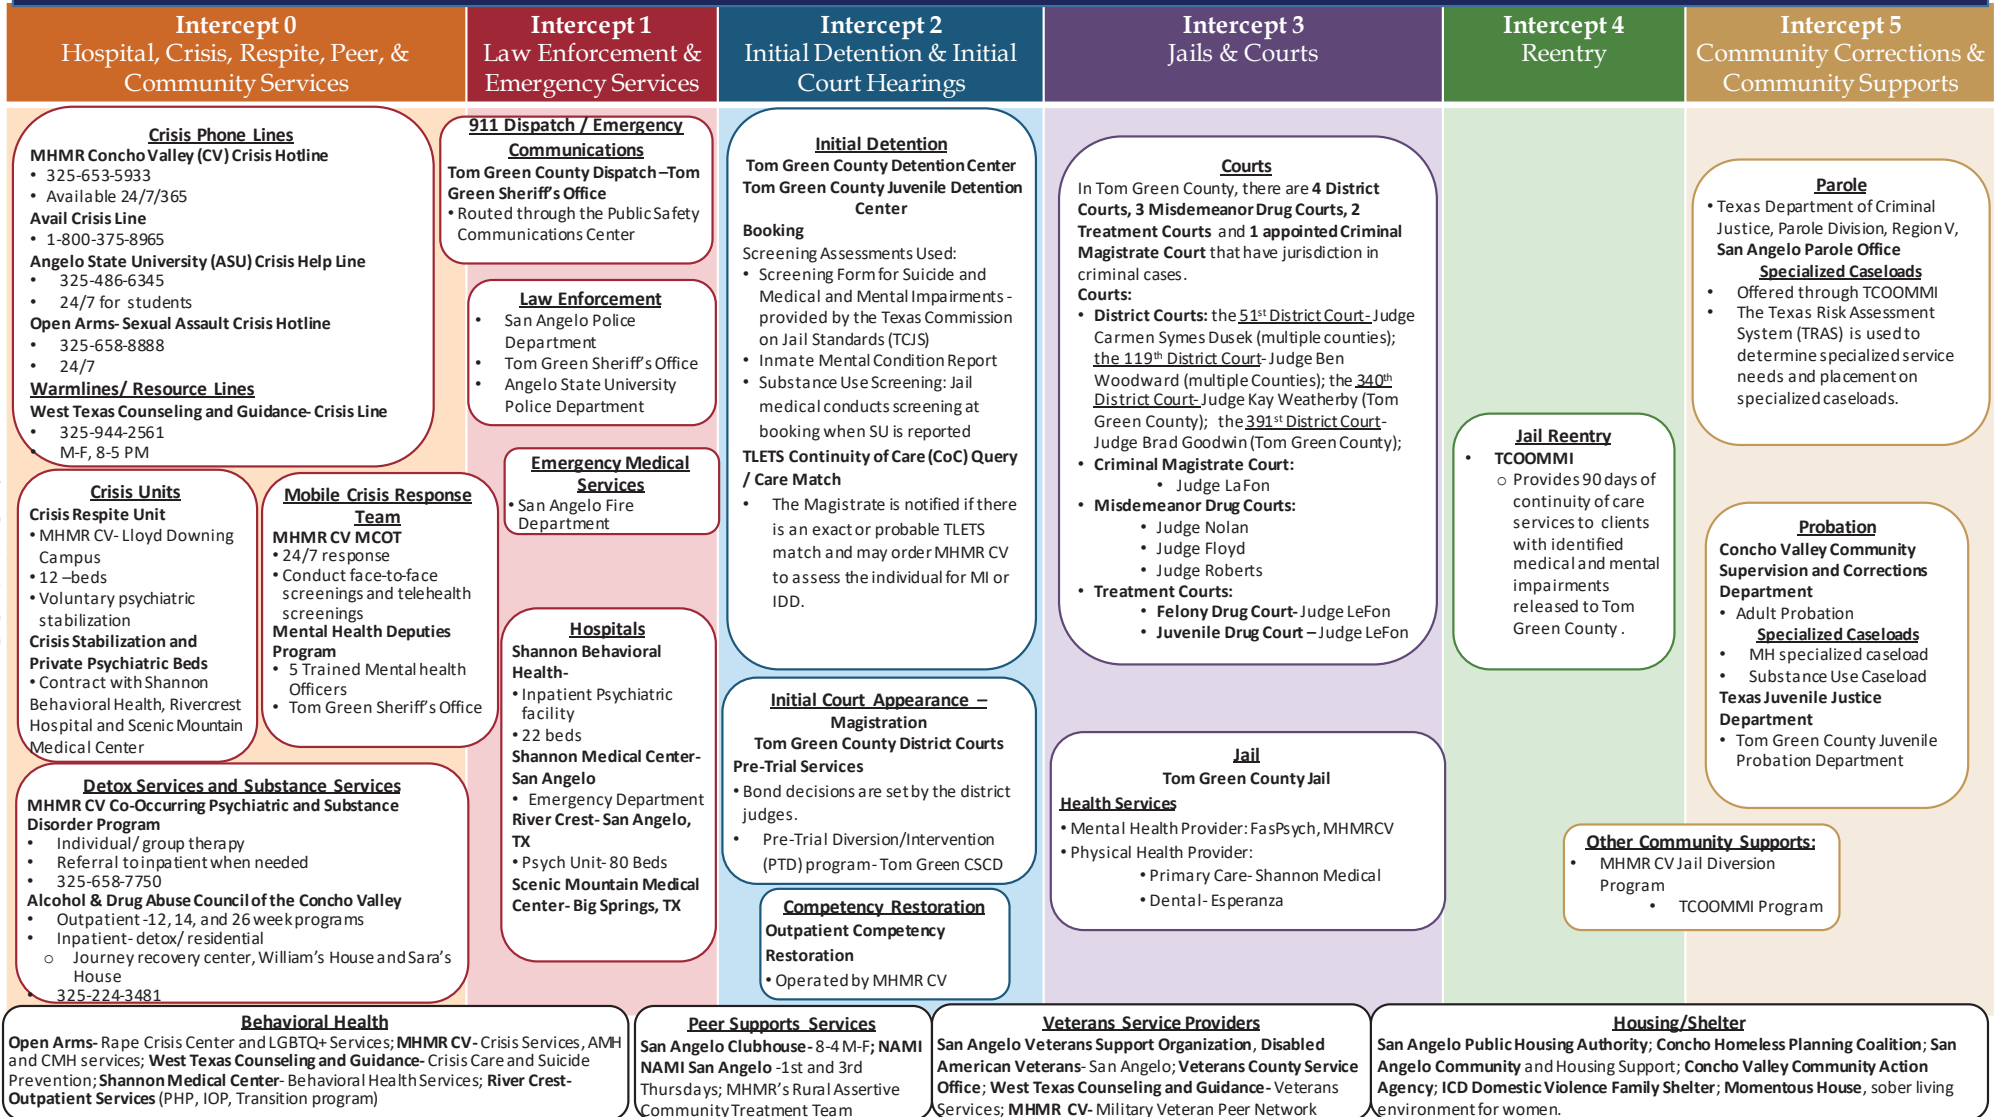 Intercept 0
Hospital, Crisis, Respite, Peer, &
Community Services
Intercept 1
Law Enforcement &
Emergency Services
Intercept 2
Initial Detention & Initial
Court Hearings
Intercept 3
Jails & Courts
Intercept 4
Reentry
Intercept 5
Community Corrections &
Community Supports
Crisis Phone Lines
MHMR Concho Valley (CV) Crisis Hotline
• 325-653-5933
• Available 24/7/365
Avail Crisis Line
• 1-800-375-8965
Angelo State University (ASU) Crisis Help Line
• 325-486-6345
• 24/7 for students
Open Arms- Sexual Assault Crisis Hotline
• 325-658-8888
• 24/7
Warmlines/ Resource Lines
West Texas Counseling and Guidance- Crisis Line
• 325-944-2561
• M-F, 8-5 PM
Crisis Units
Crisis Respite Unit
• MHMR CV- Lloyd Downing
Campus
• 12 –beds
• Voluntary psychiatric
stabilization
Crisis Stabilization and
Private Psychiatric Beds
• Contract with Shannon
Behavioral Health, Rivercrest
Hospital and Scenic Mountain
Medical Center
Mobile Crisis Response
Team
MHMR CV MCOT
• 24/7 response
• Conduct face-to-face
screenings and telehealth
screenings
Mental Health Deputies
Program
• 5 Trained Mental health
Officers
• Tom Green Sheriff's Office
Detox Services and Substance Services
MHMR CV Co-Occurring Psychiatric and Substance
Disorder Program
• Individual/ group therapy
• Referral to inpatient when needed
• 325-658-7750
Alcohol & Drug Abuse Council of the Concho Valley
• Outpatient -12, 14, and 26 week programs
• Inpatient- detox/ residential
o Journey recovery center, William's House and Sara's
House
• 325-224-3481
911 Dispatch / Emergency
Communications
Tom Green County Dispatch –Tom
Green Sheriff's Office
• Routed through the Public Safety
Communications Center
Law Enforcement
• San Angelo Police
Department
• Tom Green Sheriff's Office
• Angelo State University
Police Department
Emergency Medical
Services
• San Angelo Fire
Department
Hospitals
Shannon Behavioral
Health-
• Inpatient Psychiatric
facility
• 22 beds
Shannon Medical Center-
San Angelo
• Emergency Department
River Crest- San Angelo,
TX
• Psych Unit- 80 Beds
Scenic Mountain Medical
Center- Big Springs, TX
Initial Detention
Tom Green County Detention Center
Tom Green County Juvenile Detention
Center
Booking
Screening Assessments Used:
• Screening Form for Suicide and
Medical and Mental Impairments -
provided by the Texas Commission
on Jail Standards (TCJS)
• Inmate Mental Condition Report
• Substance Use Screening: Jail
medical conducts screening at
booking when SU is reported
TLETS Continuity of Care (CoC) Query
/ Care Match
• The Magistrate is notified if there
is an exact or probable TLETS
match and may order MHMR CV
to assess the individual for MI or
IDD.
Initial Court Appearance –
Magistration
Tom Green County District Courts
Pre-Trial Services
• Bond decisions are set by the district
judges.
• Pre-Trial Diversion/Intervention
(PTD) program- Tom Green CSCD
Competency Restoration
Outpatient Competency
Restoration
• Operated by MHMR CV
Courts
In Tom Green County, there are 4 District
Courts, 3 Misdemeanor Drug Courts, 2
Treatment Courts and 1 appointed Criminal
Magistrate Court that have jurisdiction in
criminal cases.
Courts:
• District Courts: the 51st District Court- Judge
Carmen Symes Dusek (multiple counties);
the 119th District Court- Judge Ben
Woodward (multiple Counties); the 340th
District Court- Judge Kay Weatherby (Tom
Green County); the 391st District Court-
Judge Brad Goodwin (Tom Green County);
• Criminal Magistrate Court:
• Judge LaFon
• Misdemeanor Drug Courts:
• Judge Nolan
• Judge Floyd
• Judge Roberts
• Treatment Courts:
• Felony Drug Court- Judge LeFon
• Juvenile Drug Court – Judge LeFon
Jail
Tom Green County Jail
Health Services
• Mental Health Provider: FasPsych, MHMRCV
• Physical Health Provider:
• Primary Care- Shannon Medical
• Dental- Esperanza
Jail Reentry
• TCOOMMI
o Provides 90 days of
continuity of care
services to clients
with identified
medical and mental
impairments
released to Tom
Green County .
Parole
• Texas Department of Criminal
Justice, Parole Division, Region V,
San Angelo Parole Office
Specialized Caseloads
• Offered through TCOOMMI
• The Texas Risk Assessment
System (TRAS) is used to
determine specialized service
needs and placement on
specialized caseloads.
Probation
Concho Valley Community
Supervision and Corrections
Department
• Adult Probation
Specialized Caseloads
• MH specialized caseload
• Substance Use Caseload
Texas Juvenile Justice
Department
• Tom Green County Juvenile
Probation Department
Other Community Supports:
• MHMR CV Jail Diversion
Program
• TCOOMMI Program
Behavioral Health
Open Arms- Rape Crisis Center and LGBTQ+ Services; MHMR CV- Crisis Services, AMH
and CMH services; West Texas Counseling and Guidance- Crisis Care and Suicide
Prevention; Shannon Medical Center- Behavioral Health Services; River Crest-
Outpatient Services (PHP, IOP, Transition program)
Peer Supports Services
San Angelo Clubhouse- 8-4 M-F; NAMI
NAMI San Angelo -1st and 3rd
Thursdays; MHMR's Rural Assertive
Community Treatment Team
Veterans Service Providers
San Angelo Veterans Support Organization, Disabled
American Veterans- San Angelo; Veterans County Service
Office; West Texas Counseling and Guidance- Veterans
Services; MHMR CV- Military Veteran Peer Network
Housing/Shelter
San Angelo Public Housing Authority; Concho Homeless Planning Coalition; San
Angelo Community and Housing Support; Concho Valley Community Action
Agency; ICD Domestic Violence Family Shelter; Momentous House, sober living
environment for women.